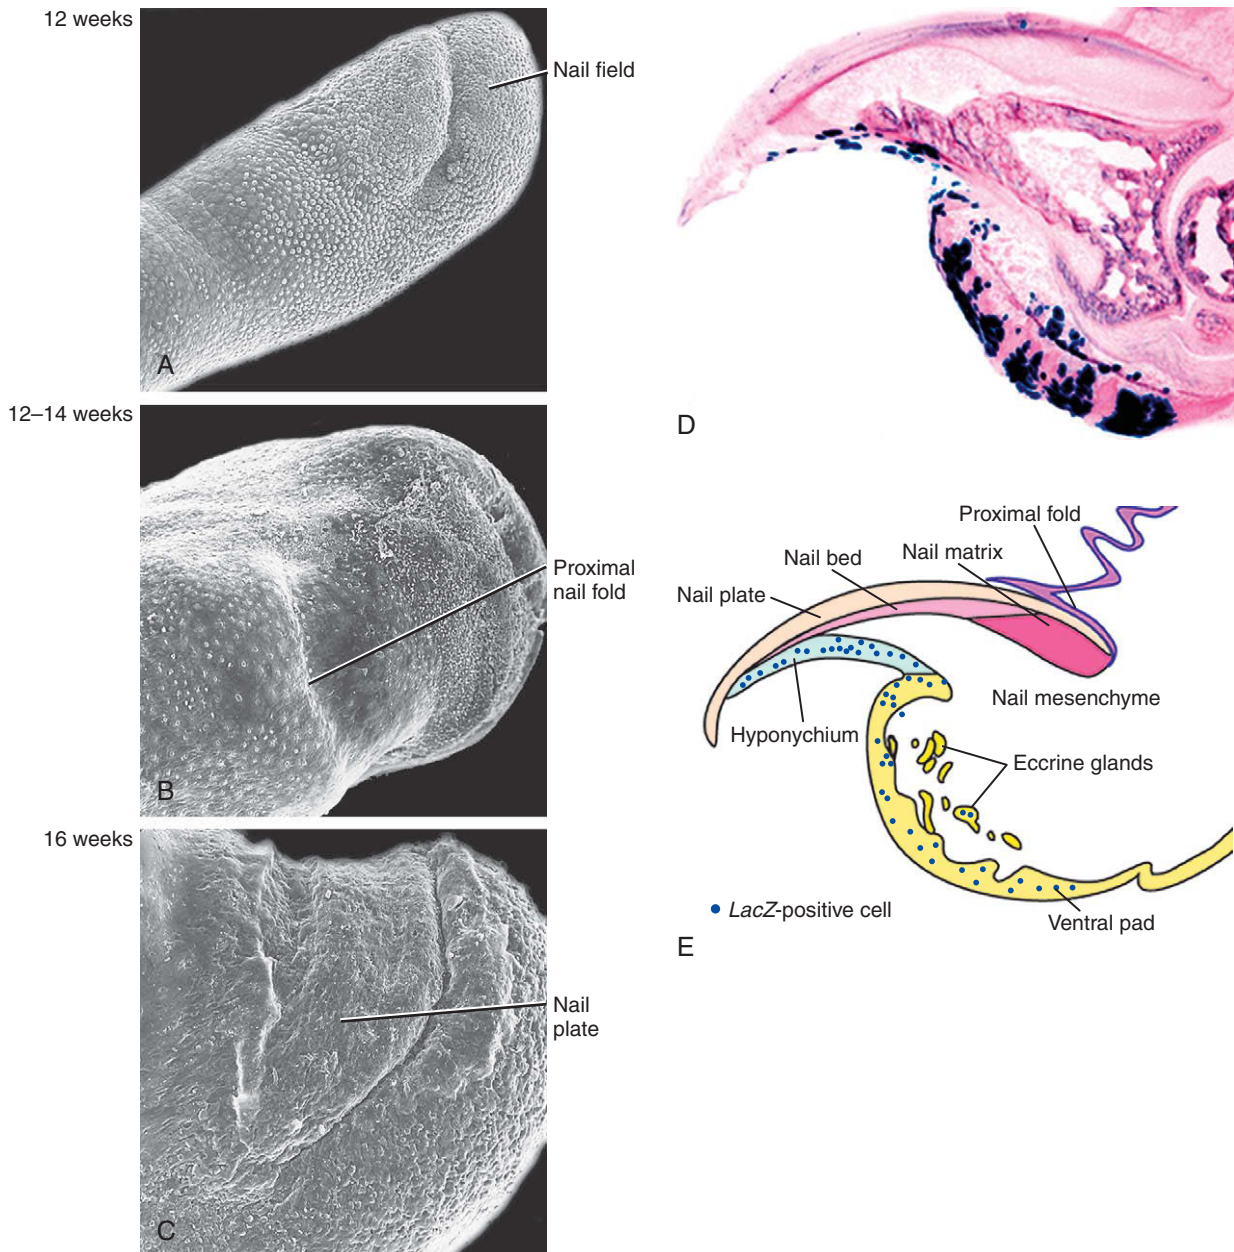 12 weeks
Nail field
A
12–14 weeks
Proximal
nail fold
B
16 weeks
Nail
plate
C
D
Proximal fold
Nail matrix
Nail bed
Nail plate
Nail mesenchyme
Hyponychium
Eccrine glands
LacZ-positive cell
Ventral pad
E